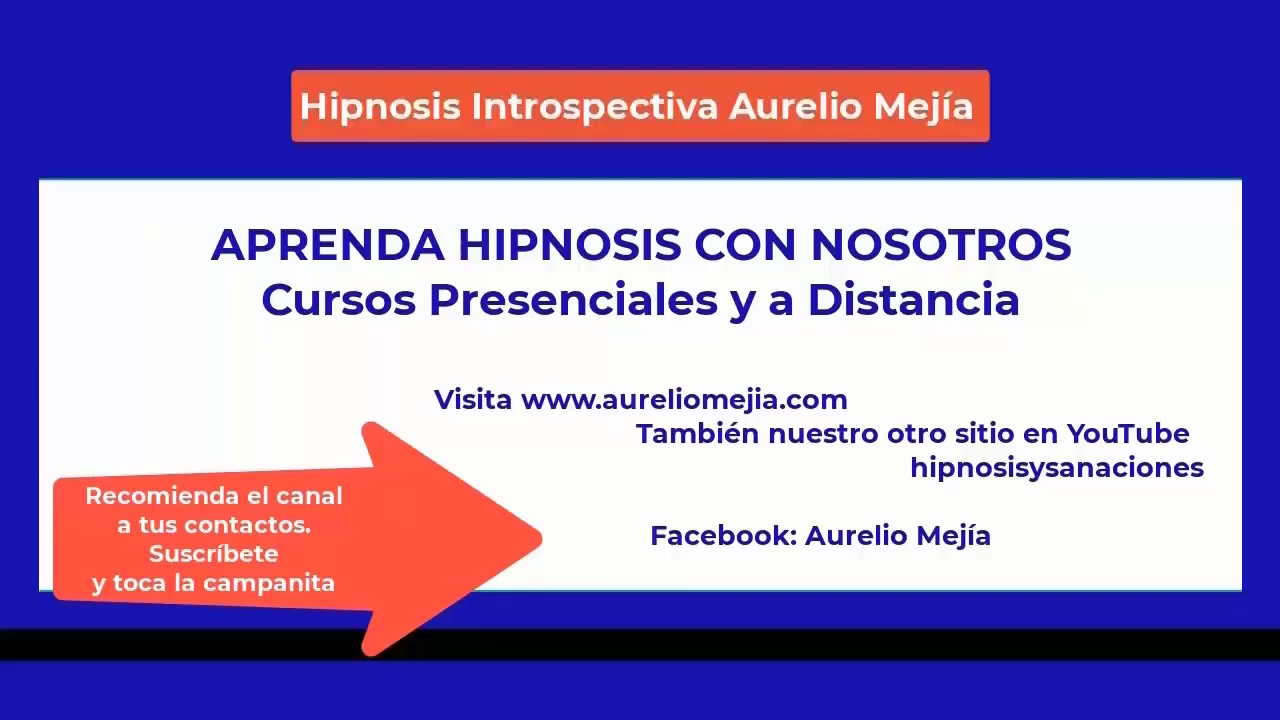 Hipnosis Introspectiva Aurelio Mejía
APRENDA HIPNOSIS CON NOSOTROS
Cursos Presenciales y a Distancia
Visita www.aureliomejia.com
También nuestro otro sitio en YouTube
hipnosisysanaciones
Facebook: Aurelio Mejía
Recomienda el canal
a tus contactos.
Suscríbete
y toca la campanita